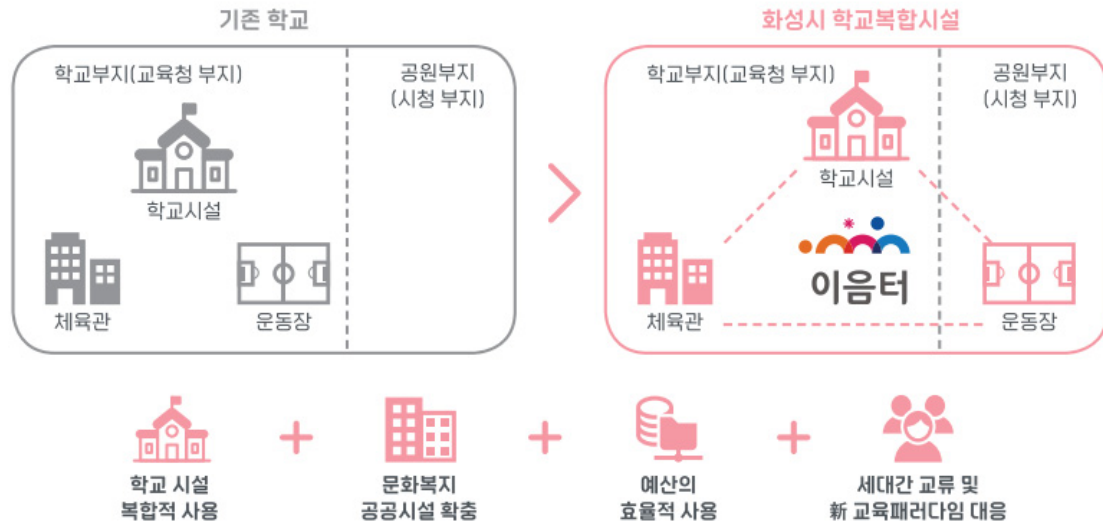 기존 학교
학교부지(교육청 부지)
공원부지
(시청 부지)
학교시설
체육관
운동장
화성시 학교복합시설
학교부지(교육청 부지)
공원부지
(시청 부지)
학교시설
이음터
체육관
운동장
학교 시설
복합적 사용
문화복지
공공시설 확충
예산의
효율적 사용
세대간 교류 및
新 교육패러다임 대응